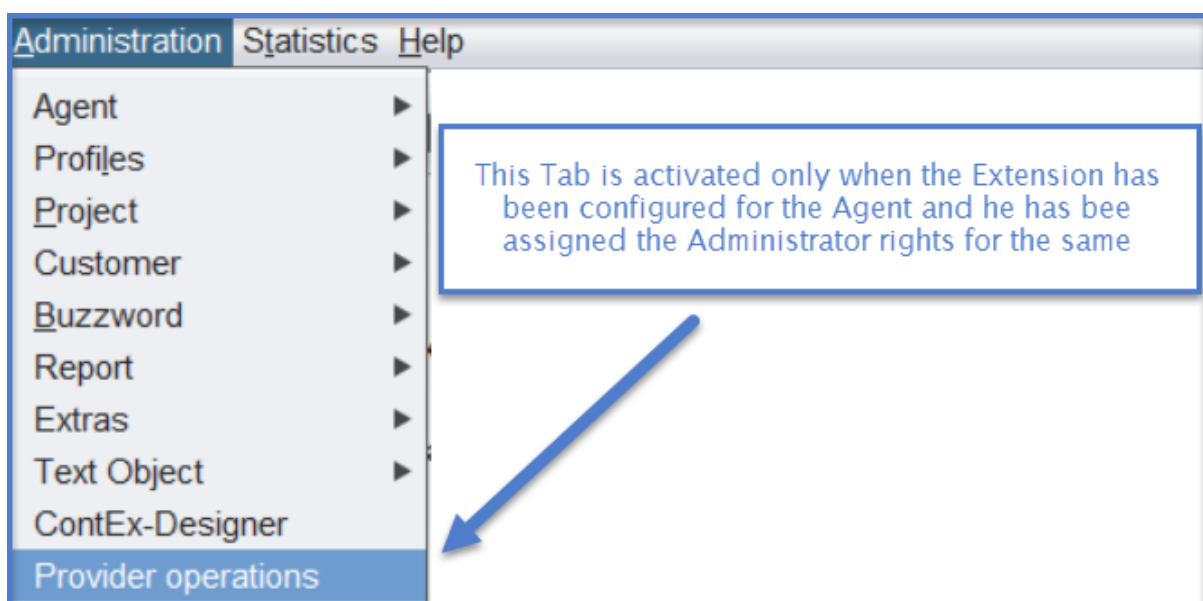 Administration Statistics Help
Agent
Profiles
Project
Customer
Buzzword
Report
Extras
Text Object
ContEx-Designer
Provider operations
This Tab is activated only when the Extension has
been configured for the Agent and he has bee
assigned the Administrator rights for the same